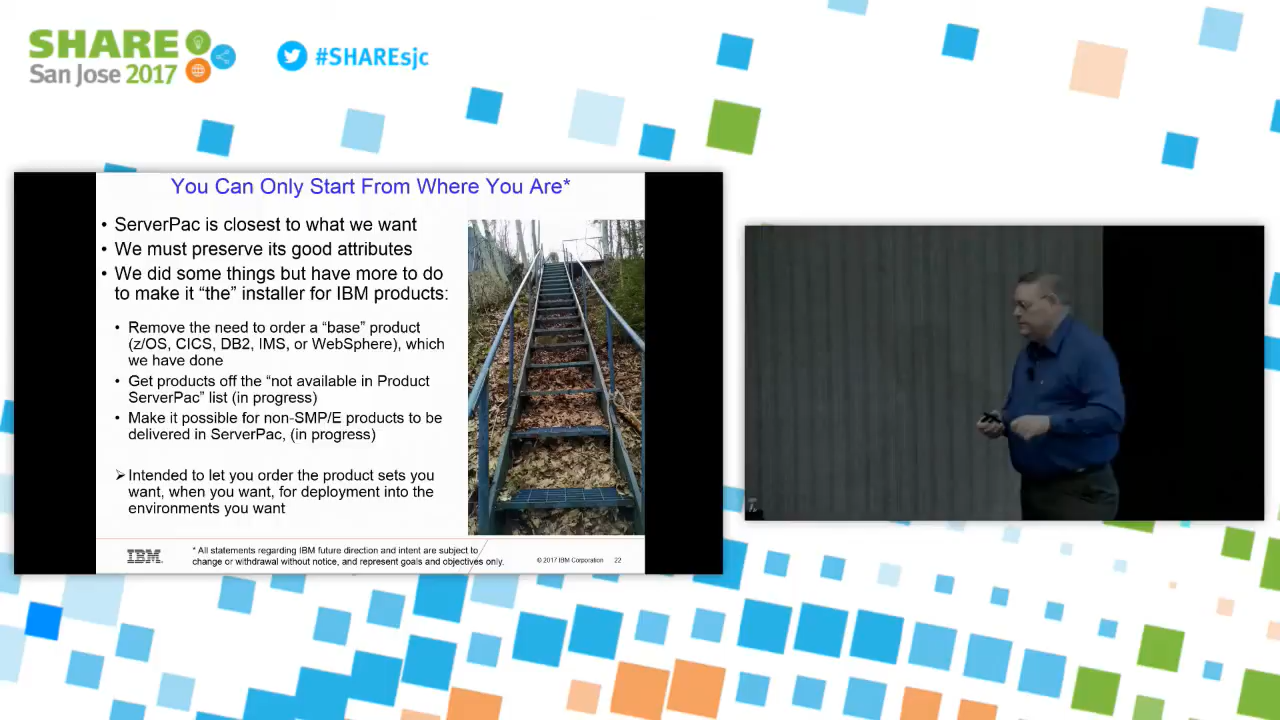 SHARE
San Jose 2017
#SHAREsjc
You Can Only Start From Where You Are*
• ServerPac is closest to what we want
• We must preserve its good attributes
• We did some things but have more to do
to make it “the” installer for IBM products:
• Remove the need to order a “base” product
(z/OS, CICS, DB2, IMS, or WebSphere), which
we have done
• Get products off the “not available in Product
ServerPac” list (in progress)
• Make it possible for non-SMP/E products to be
delivered in ServerPac, (in progress)
➢ Intended to let you order the product sets you
want, when you want, for deployment into the
environments you want
IBM
* All statements regarding IBM future direction and intent are subject to
change or withdrawal without notice, and represent goals and objectives only.
© 2017 IBM Corporation 22